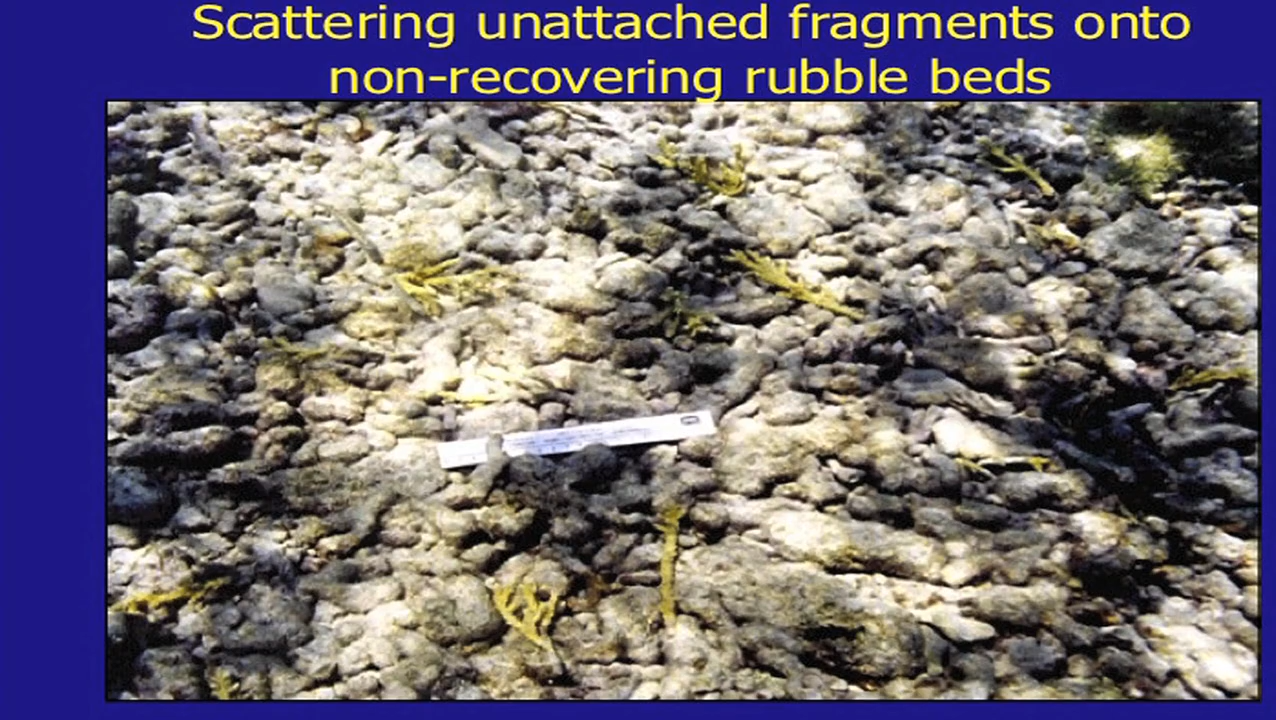 Scattering unattached fragments onto
non-recovering rubble beds